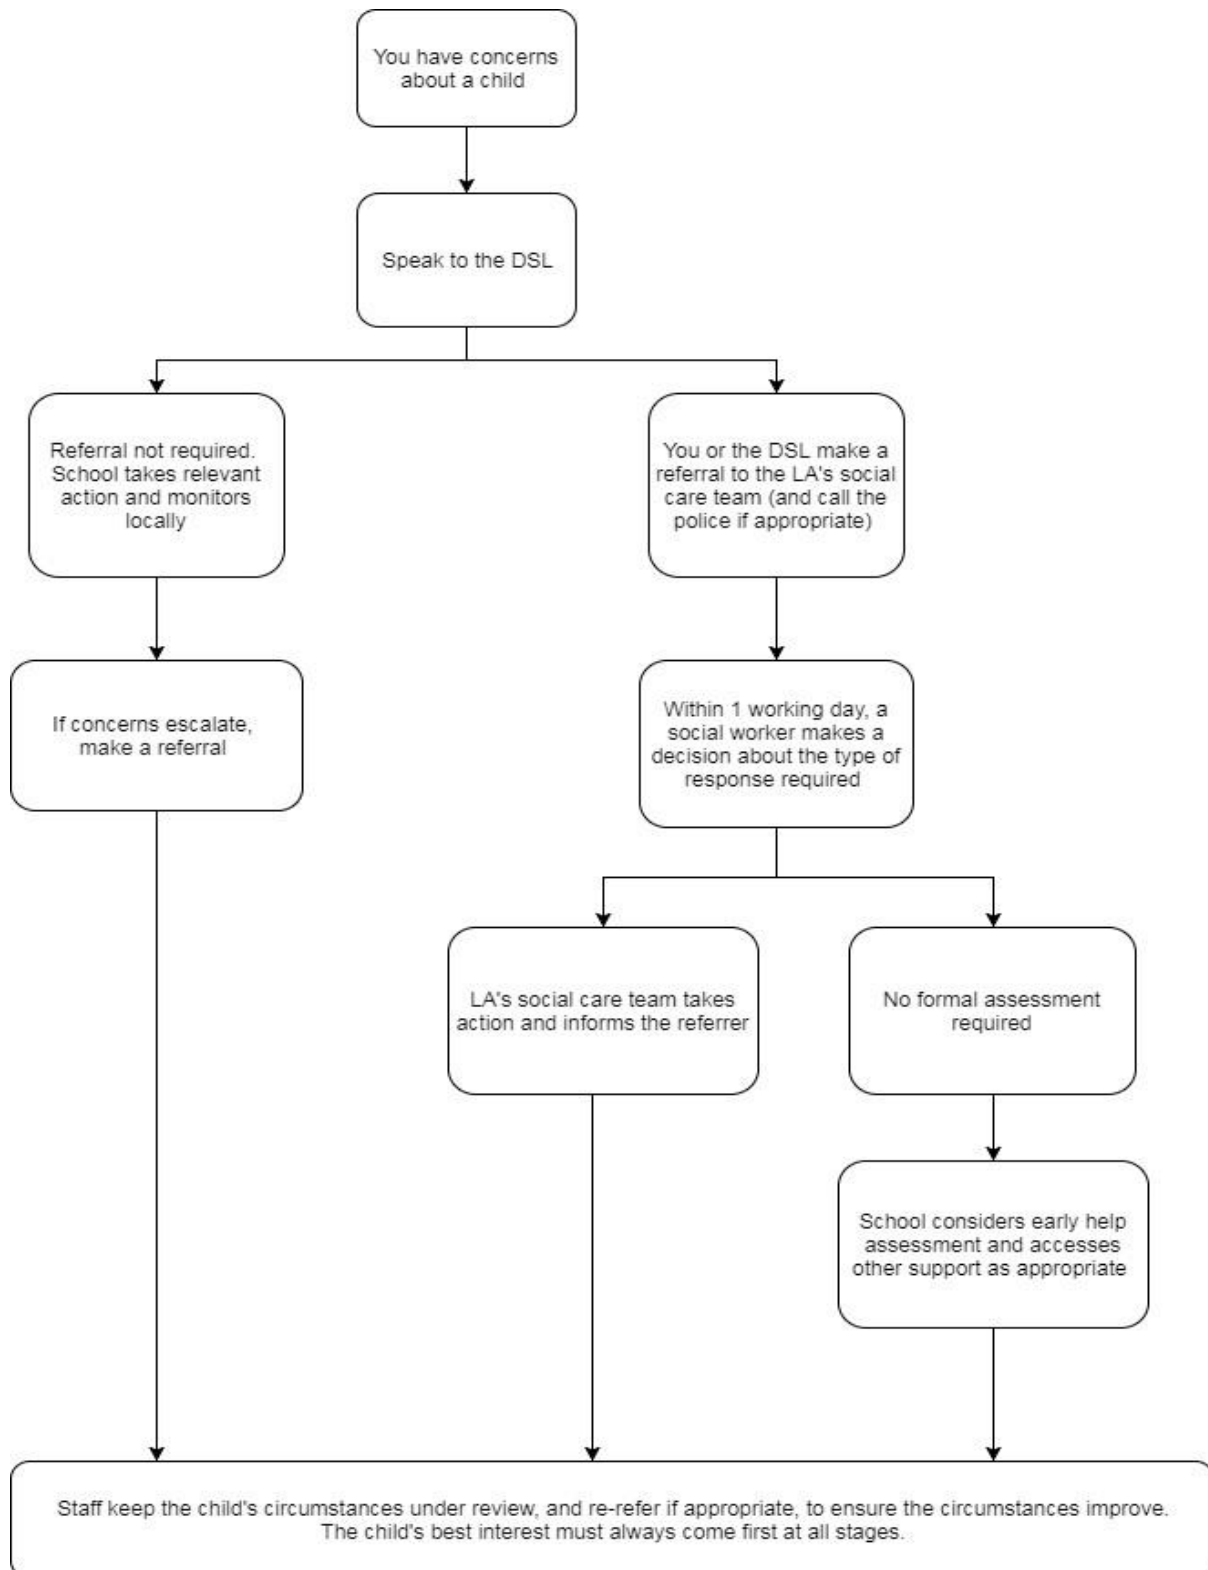 You have concerns
about a child
Speak to the DSL
Referral not required.
School takes relevant
action and monitors
locally
You or the DSL make a
referral to the LA's social
care team (and call the
police if appropriate)
If concerns escalate,
make a referral
Within 1 working day, a
social worker makes a
decision about the type of
response required
LA's social care team takes
action and informs the referrer
No formal assessment
required
School considers early help
assessment and accesses
other support as appropriate
Staff keep the child's circumstances under review, and re-refer if appropriate, to ensure the circumstances improve.
The child's best interest must always come first at all stages.